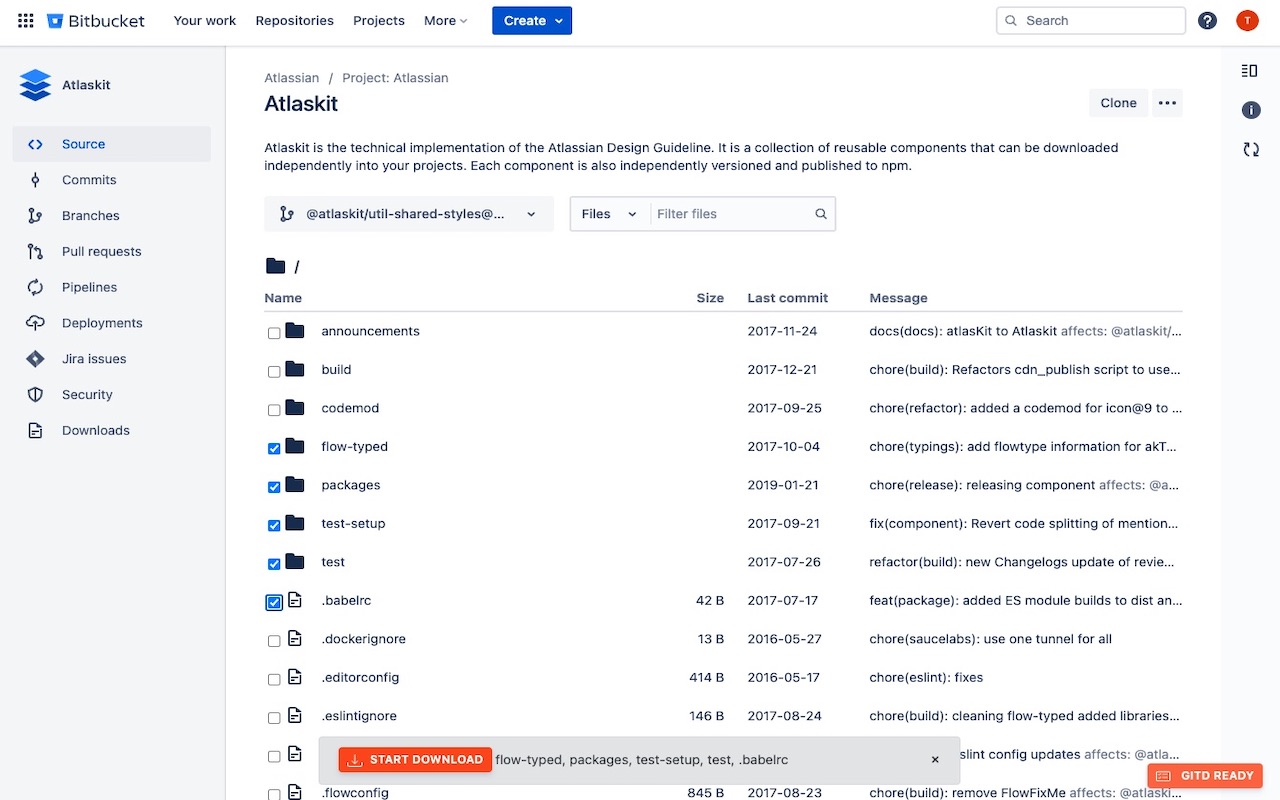 Bitbucket Your work Repositories Projects More Create Search T
Atlaskit
Source
Commits
Branches
Pull requests
Pipelines
Deployments
Jira issues
Security
Downloads
Atlassian / Project: Atlassian
Atlaskit
Clone
Atlaskit is the technical implementation of the Atlassian Design Guideline. It is a collection of reusable components that can be downloaded
independently into your projects. Each component is also independently versioned and published to npm.
@atlaskit/util-shared-styles@... Files Filter files
/
Name Size Last commit Message
announcements 2017-11-24 docs(docs): atlasKit to Atlaskit affects: @atlaskit/...
build 2017-12-21 chore(build): Refactors cdn_publish script to use...
codemod 2017-09-25 chore(refactor): added a codemod for icon@9 to ...
flow-typed 2017-10-04 chore(typings): add flowtype information for akT...
packages 2019-01-21 chore(release): releasing component affects: @a...
test-setup 2017-09-21 fix(component): Revert code splitting of mention...
test 2017-07-26 refactor(build): new Changelogs update of revie...
.babelrc 42 B 2017-07-17 feat(package): added ES module builds to dist an...
.dockerignore 13 B 2016-05-27 chore(saucelabs): use one tunnel for all
.editorconfig 414 B 2016-05-17 chore(eslint): fixes
.eslintignore 146 B 2017-08-24 chore(build): cleaning flow-typed added libraries...
slint config updates affects: @atla...
START DOWNLOAD flow-typed, packages, test-setup, test, .babelrc ×
GITD READY
.flowconfig 845 B 2017-08-23 chore(build): remove FlowFixMe affects: @atlaski...